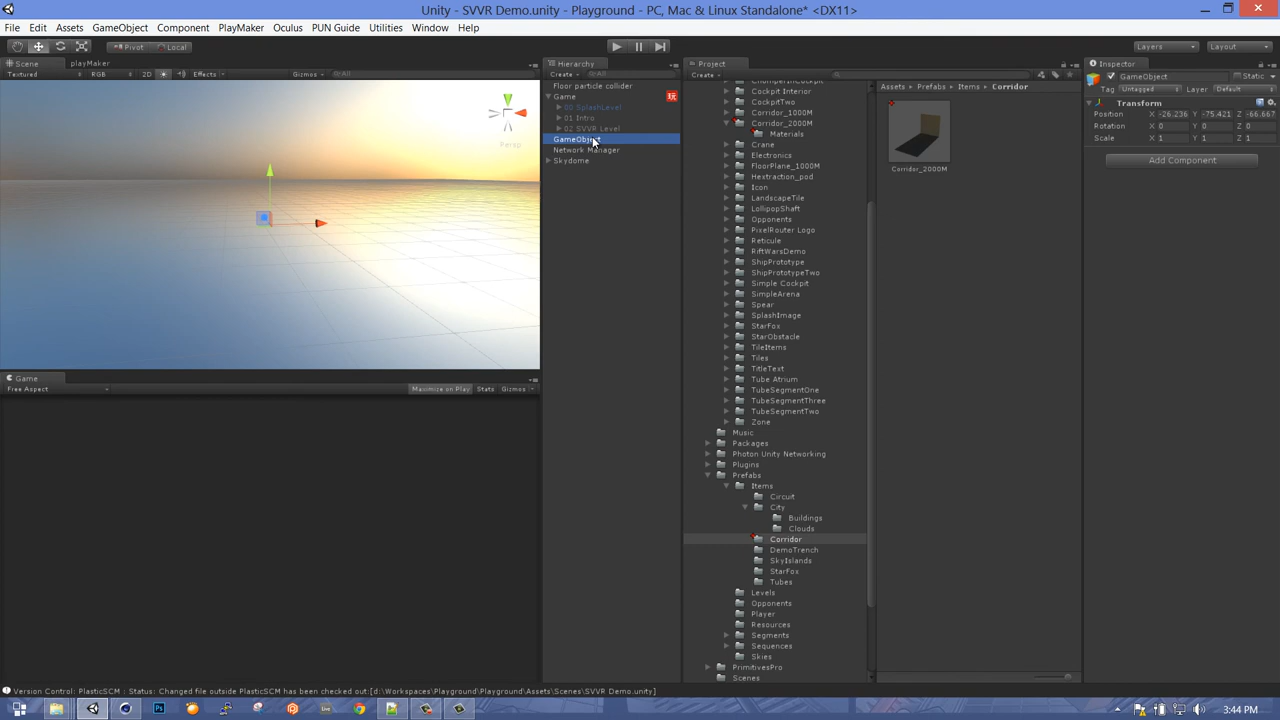 Unity - SVVR Demo.unity - Playground - PC, Mac & Linux Standalone* <DX11>
File Edit Assets GameObject Component PlayMaker Oculus PUN Guide Utilities Window Help
Pivot Local Layers Layout
Scene playMaker
Textured RGB 2D Effects Gizmos All
Persp
Game
Free Aspect Maximize on Play Stats Gizmos
Hierarchy
Create All
Floor particle collider
Game
00 SplashLevel
01 Intro
02 SVVR Level
GameObject
Network Manager
Skydome
Project
Create
Cockpit Interior
CockpitTwo
Corridor_1000M
Corridor_2000M
Materials
Crane
Electronics
FloorPlane_1000M
Hextraction_pod
Icon
LandscapeTile
LollipopShaft
Opponents
PixelRouter Logo
Reticule
RiftWarsDemo
ShipPrototype
ShipPrototypeTwo
Simple Cockpit
SimpleArena
Spear
SplashImage
StarFox
StarObstacle
TileItems
Tiles
TitleText
Tube Atrium
TubeSegmentOne
TubeSegmentThree
TubeSegmentTwo
Zone
Music
Packages
Photon Unity Networking
Plugins
Prefabs
Items
Circuit
City
Buildings
Clouds
Corridor
DemoTrench
SkyIslands
StarFox
Tubes
Levels
Opponents
Player
Resources
Segments
Sequences
Skies
PrimitivesPro
Scenes
Assets Prefabs Items Corridor
Corridor_2000M
Inspector
GameObject Static
Tag Untagged Layer Default
Transform
Position X -26.236 Y -75.421 Z -66.667
Rotation X 0 Y 0 Z 0
Scale X 1 Y 1 Z 1
Add Component
Version Control: PlasticSCM : Status: Changed file outside PlasticSCM has been checked out:[d:\Workspaces\Playground\Playground\Assets\Scenes\SVVR Demo.unity]
3:44 PM